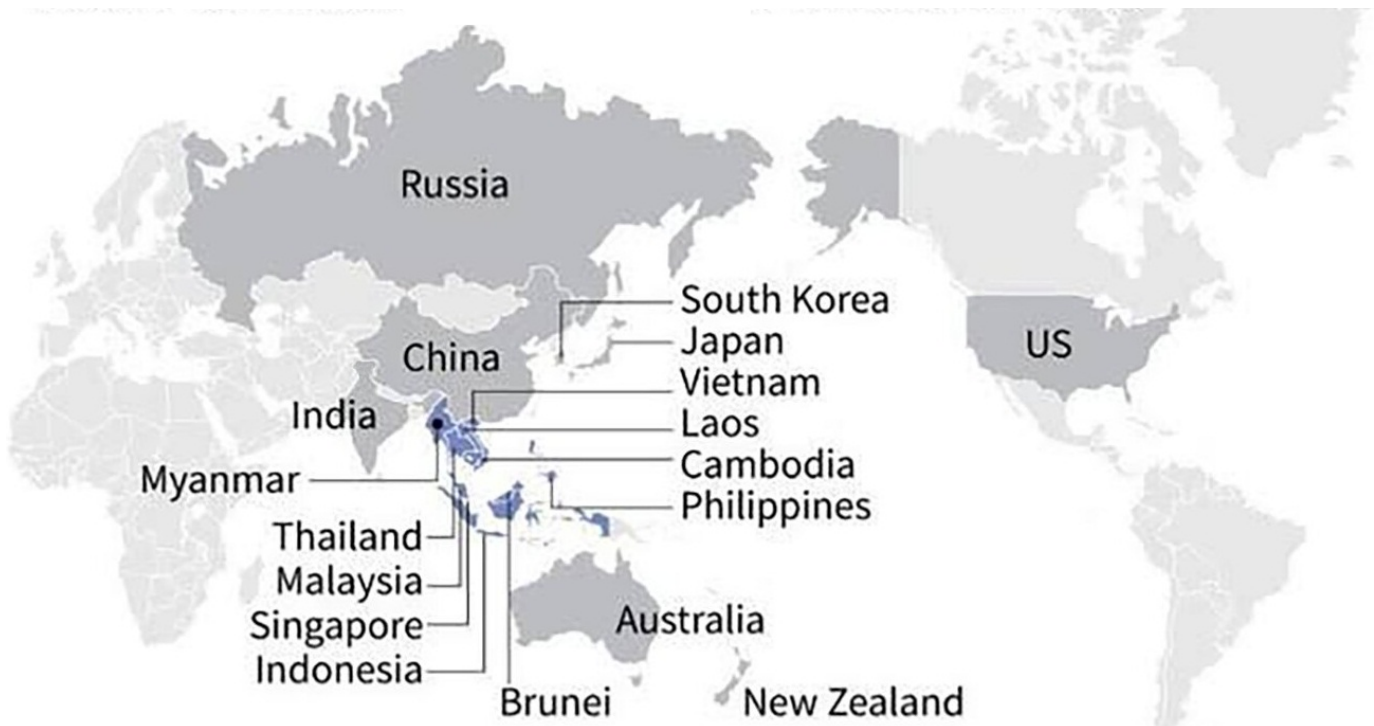 Russia
South Korea
Japan
China
US
Vietnam
India
Laos
Cambodia
Myanmar
Philippines
Thailand
Malaysia
Singapore
Australia
Indonesia
Brunei
New Zealand